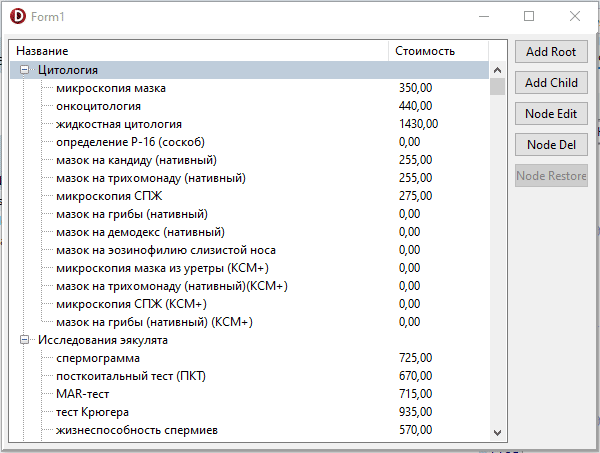 Form1
Название Стоимость
Цитология
микроскопия мазка 350,00
онкоцитология 440,00
жидкостная цитология 1430,00
определение Р-16 (соскоб) 0,00
мазок на кандиду (нативный) 255,00
мазок на трихомонаду (нативный) 255,00
микроскопия СПЖ 275,00
мазок на грибы (нативный) 0,00
мазок на демодекс (нативный) 0,00
мазок на эозинофилию слизистой носа 0,00
микроскопия мазка из уретры (КСМ+) 0,00
мазок на трихомонаду (нативный)(КСМ+) 0,00
микроскопия СПЖ (КСМ+) 0,00
мазок на грибы (нативный) (КСМ+) 0,00
Исследования эякулята
спермограмма 725,00
посткоитальный тест (ПКТ) 670,00
MAR-тест 715,00
тест Крюгера 935,00
жизнеспособность спермиев 570,00
Add Root
Add Child
Node Edit
Node Del
Node Restore